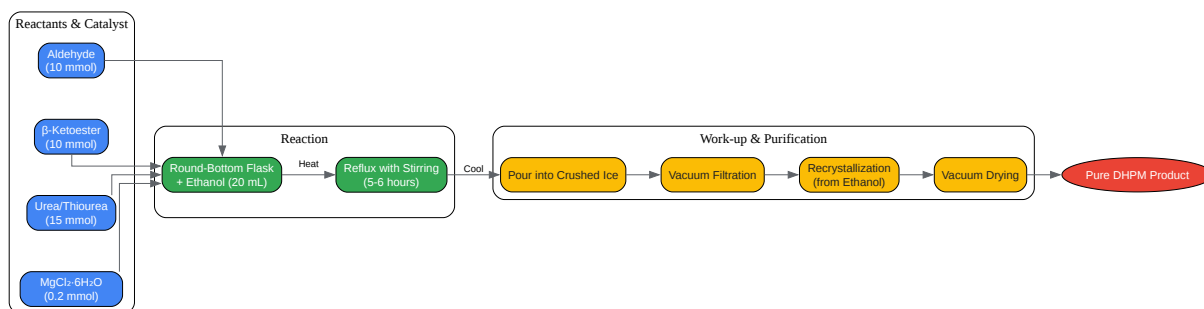 Reactants & Catalyst
Aldehyde
(10 mmol)
β-Ketoester
(10 mmol)
Urea/Thiourea
(15 mmol)
MgCl₂·6H₂O
(0.2 mmol)
Reaction
Round-Bottom Flask
+ Ethanol (20 mL)
Heat
Reflux with Stirring
(5-6 hours)
Cool
Work-up & Purification
Pour into Crushed Ice
Vacuum Filtration
Recrystallization
(from Ethanol)
Vacuum Drying
Pure DHPM Product